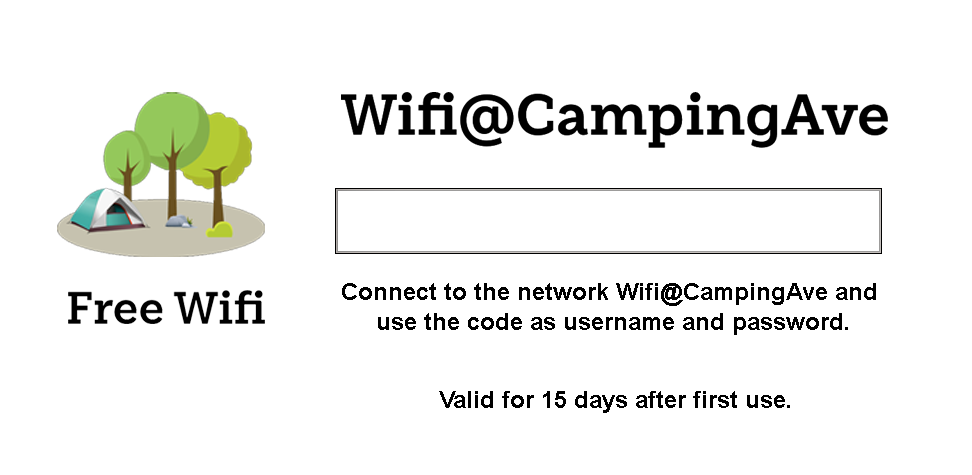 Wifi@CampingAve
Free Wifi
Connect to the network Wifi@CampingAve and
use the code as username and password.
Valid for 15 days after first use.